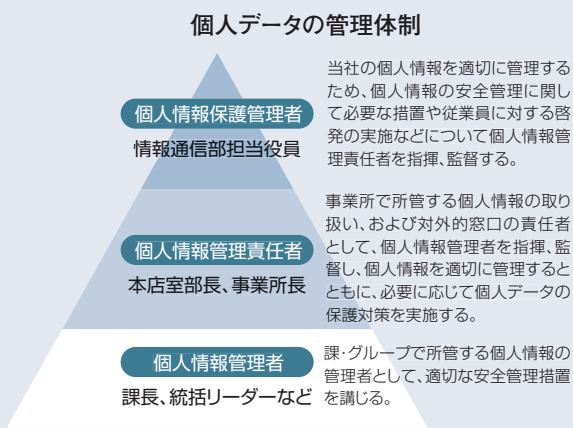 個人データの管理体制
個人情報保護管理者
情報通信部担当役員
当社の個人情報を適切に管理する
ため、個人情報の安全管理に関し
て必要な措置や従業員に対する啓
発の実施などについて個人情報管
理責任者を指揮、監督する。
個人情報管理責任者
本店室部長、事業所長
事業所で所管する個人情報の取り
扱い、および対外的窓口の責任者
として、個人情報管理者を指揮、監
督し、個人情報を適切に管理すると
ともに、必要に応じて個人データの
保護対策を実施する。
個人情報管理者
課長、統括リーダーなど
課・グループで所管する個人情報の
管理者として、適切な安全管理措置
を講じる。